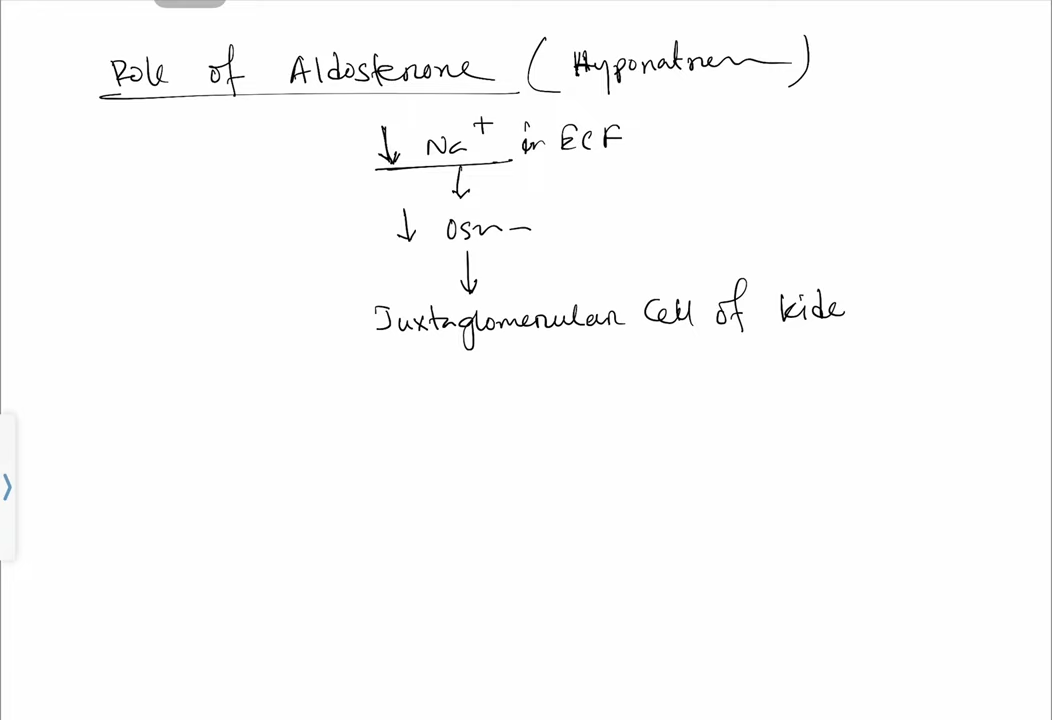 Role of Aldosterone (Hyponatrem)
↓ Na+ in ECF
↓
↓ Osm
↓
Juxtaglomerular Cell of Kide